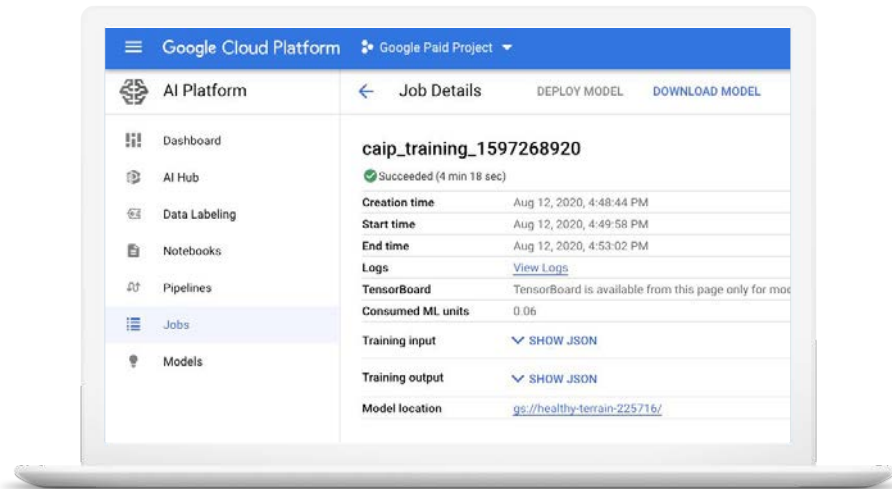 Google Cloud Platform Google Paid Project
AI Platform
Job Details DEPLOY MODEL DOWNLOAD MODEL
Dashboard
AI Hub
Data Labeling
Notebooks
Pipelines
Jobs
Models
caip_training_1597268920
Succeeded (4 min 18 sec)
Creation time Aug 12, 2020, 4:48:44 PM
Start time Aug 12, 2020, 4:49:58 PM
End time Aug 12, 2020, 4:53:02 PM
Logs View Logs
TensorBoard TensorBoard is available from this page only for mod
Consumed ML units 0.06
Training input SHOW JSON
Training output SHOW JSON
Model location gs://healthy-terrain-225716/